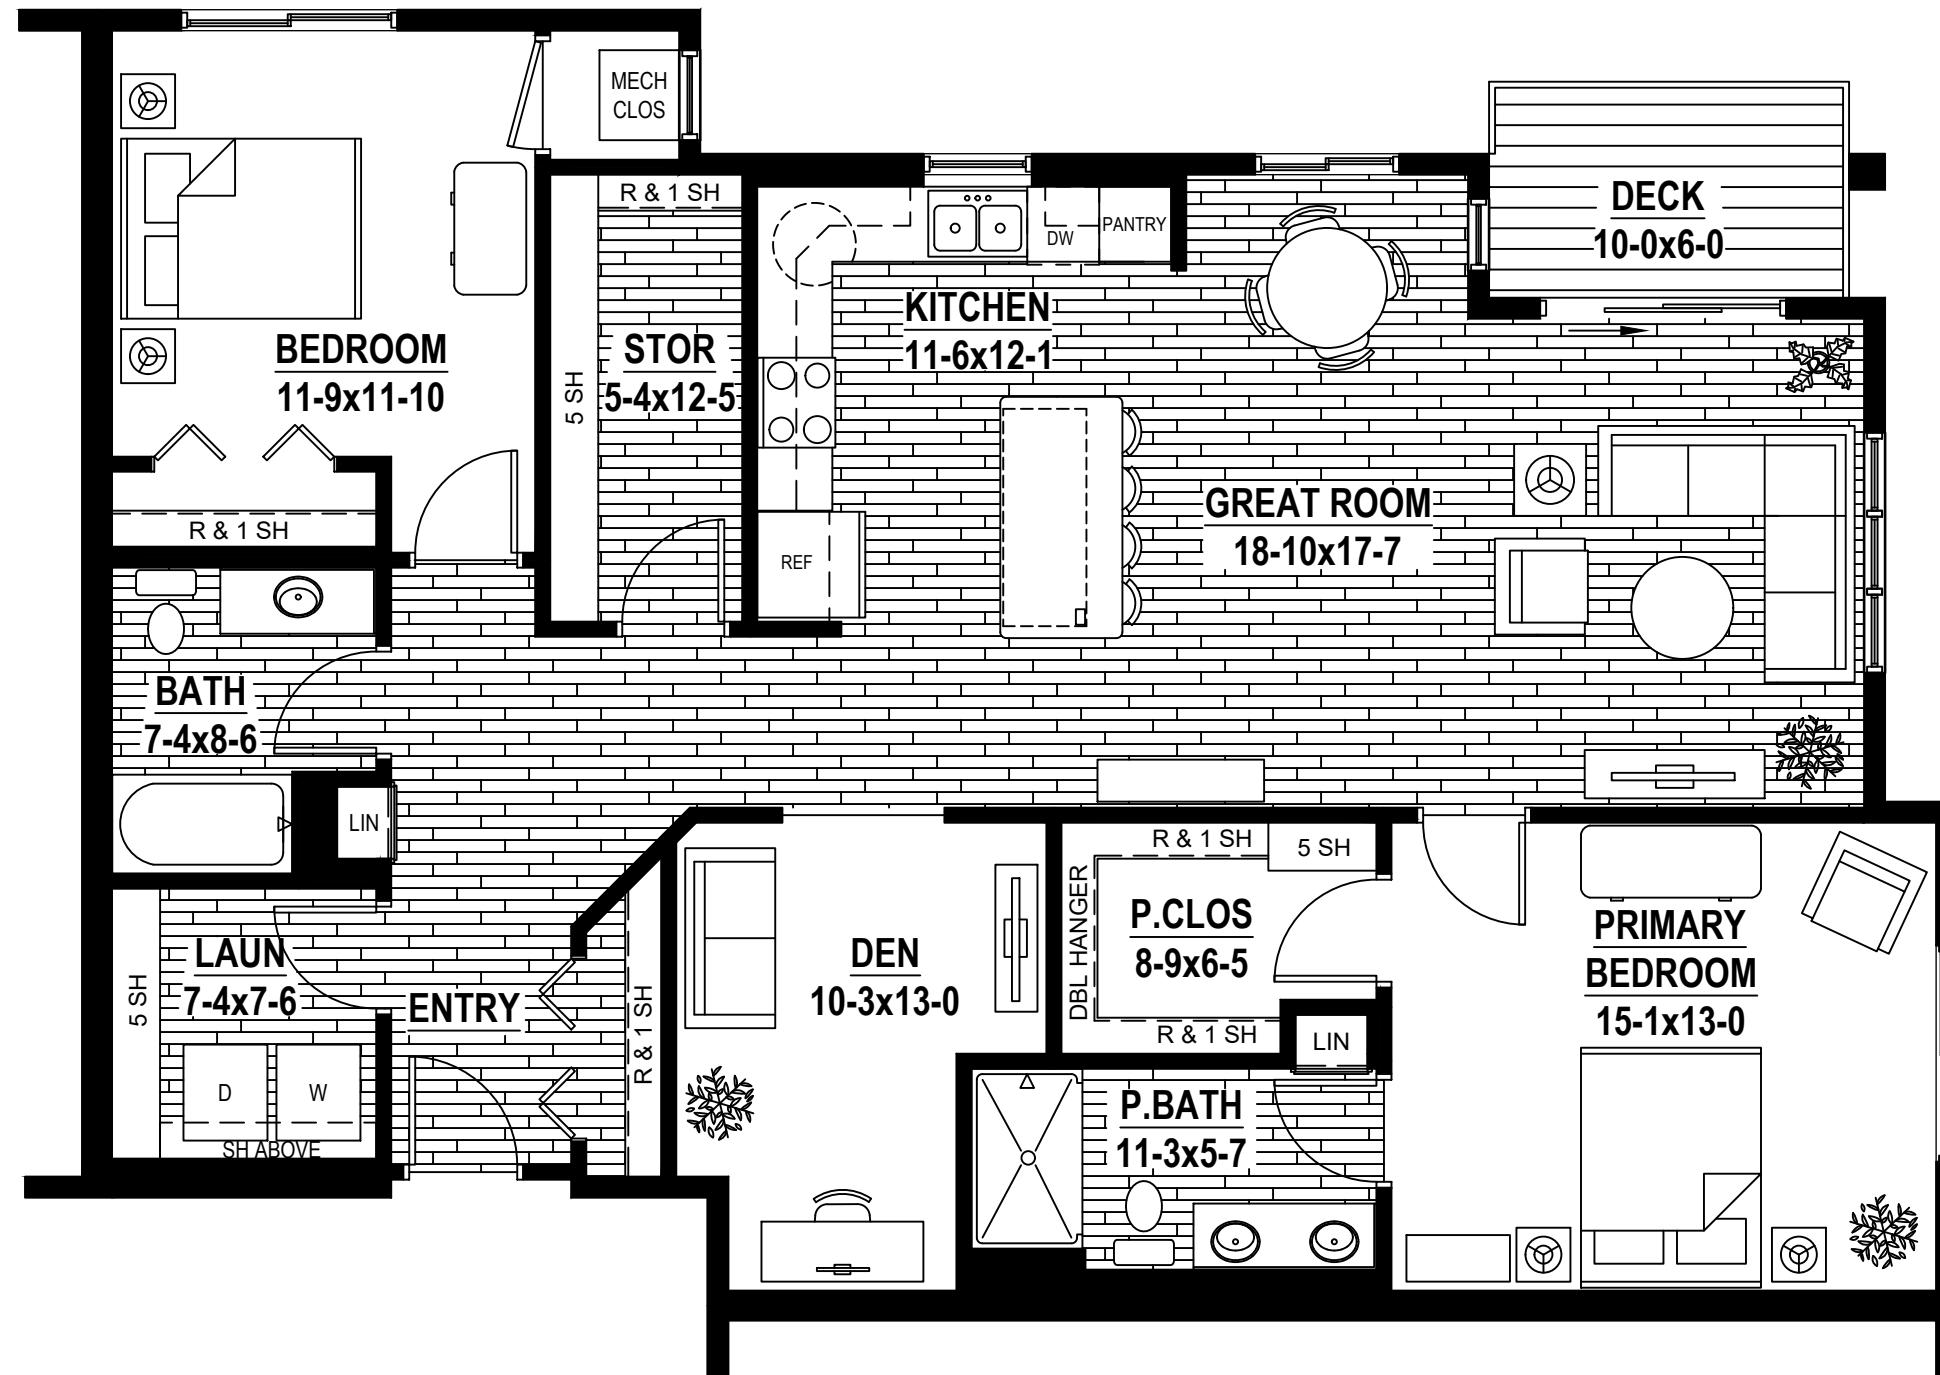 MECH
CLOS
R & 1 SH
DECK
10-0x6-0
DW
PANTRY
KITCHEN
11-6x12-1
BEDROOM
11-9x11-10
STOR
5-4x12-5
5 SH
R & 1 SH
REF
GREAT ROOM
18-10x17-7
BATH
7-4x8-6
LIN
R & 1 SH
5 SH
DBL HANGER
P.CLOS
8-9x6-5
R & 1 SH
LIN
PRIMARY
BEDROOM
15-1x13-0
LAUN
7-4x7-6
5 SH
ENTRY
R & 1 SH
DEN
10-3x13-0
D
W
SH ABOVE
P.BATH
11-3x5-7